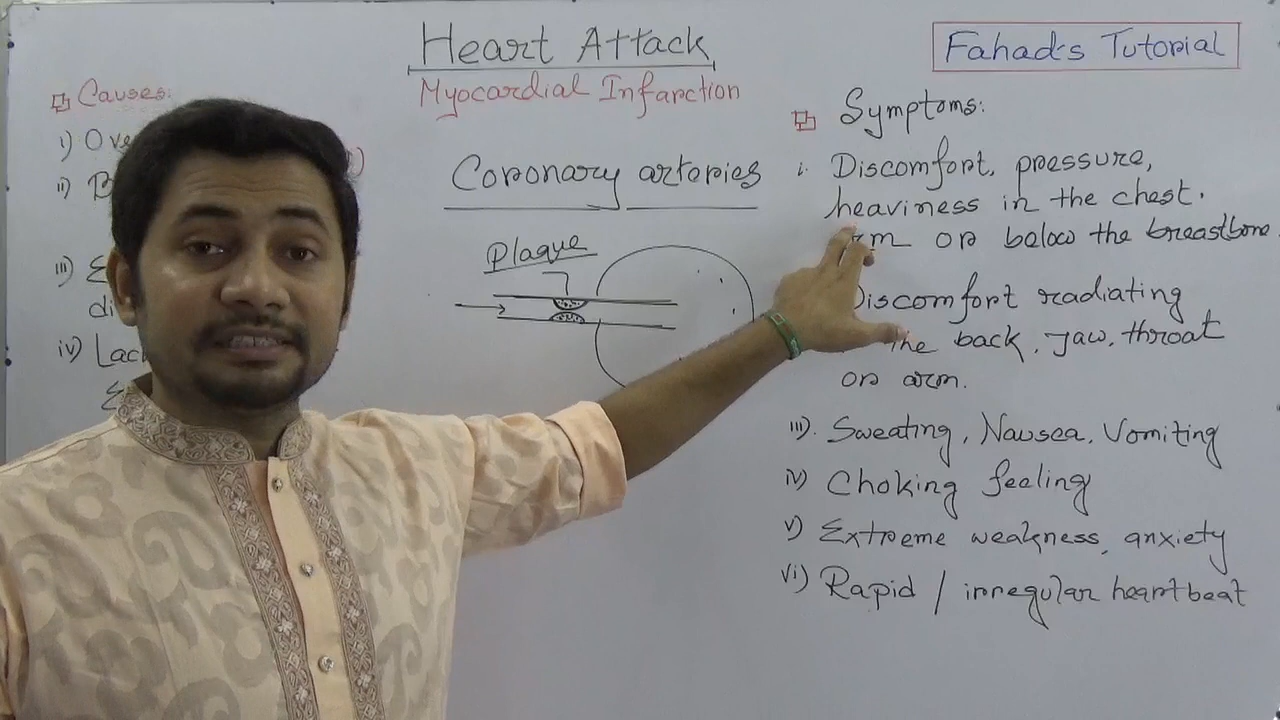 Heart Attack
Myocardial Infarction
Fahad's Tutorial
Causes:
i)
ii)
iii)
iv)
Coronary arteries
Plaque
Symptoms:
i. Discomfort, pressure,
heaviness in the chest.
or below the breastbone.
Discomfort radiating
the back, jaw, throat
or arm.
iii). Sweating, Nausea, Vomiting
iv) Choking feeling
v) Extreme weakness, anxiety
vi) Rapid / irregular heartbeat